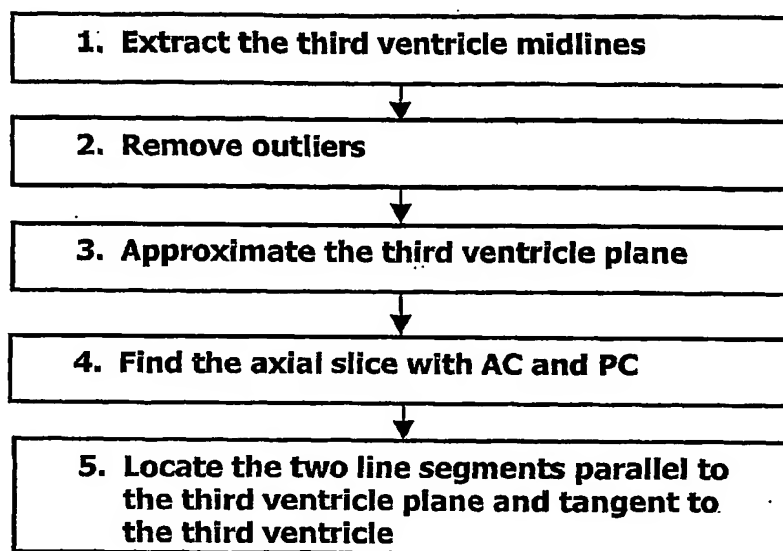 1. Extract the third ventricle midlines
2. Remove outliers
3. Approximate the third ventricle plane
4. Find the axial slice with AC and PC
5. Locate the two line segments parallel to
the third ventricle plane and tangent to
the third ventricle